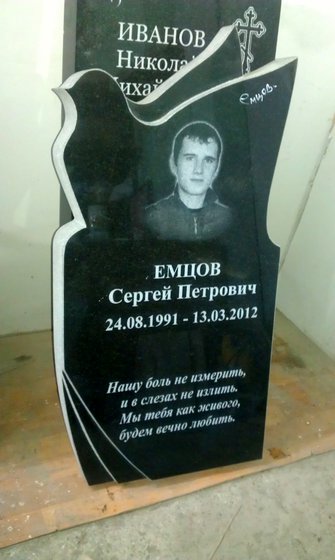 ИВАНОВ
Николай
Емцов.
ЕМЦОВ
Сергей Петрович
24.08.1991 - 13.03.2012
Нашу боль не измерить,
и в слезах не излить.
Мы тебя как живого,
будем вечно любить.